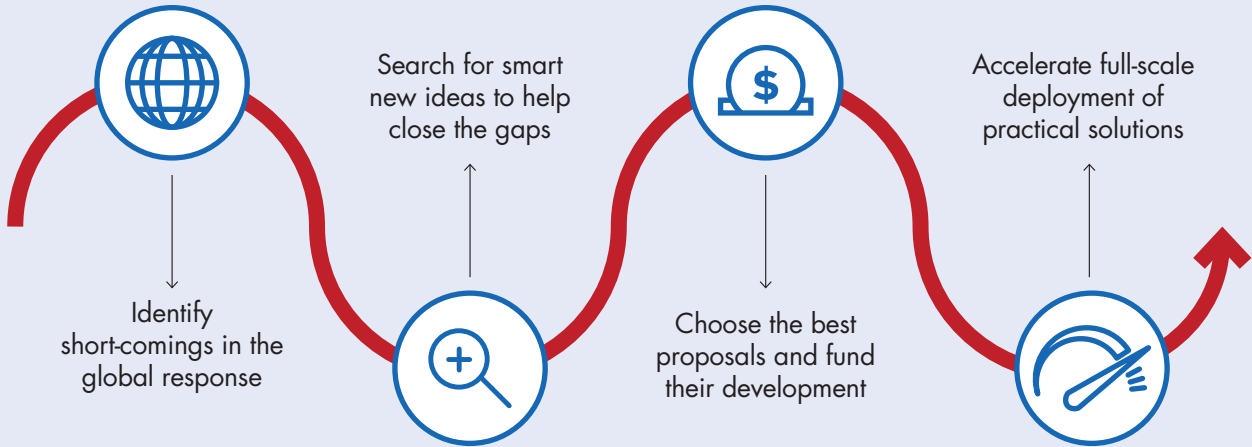 Identify
short-comings in the
global response
Search for smart
new ideas to help
close the gaps
$
Choose the best
proposals and fund
their development
Accelerate full-scale
deployment of
practical solutions